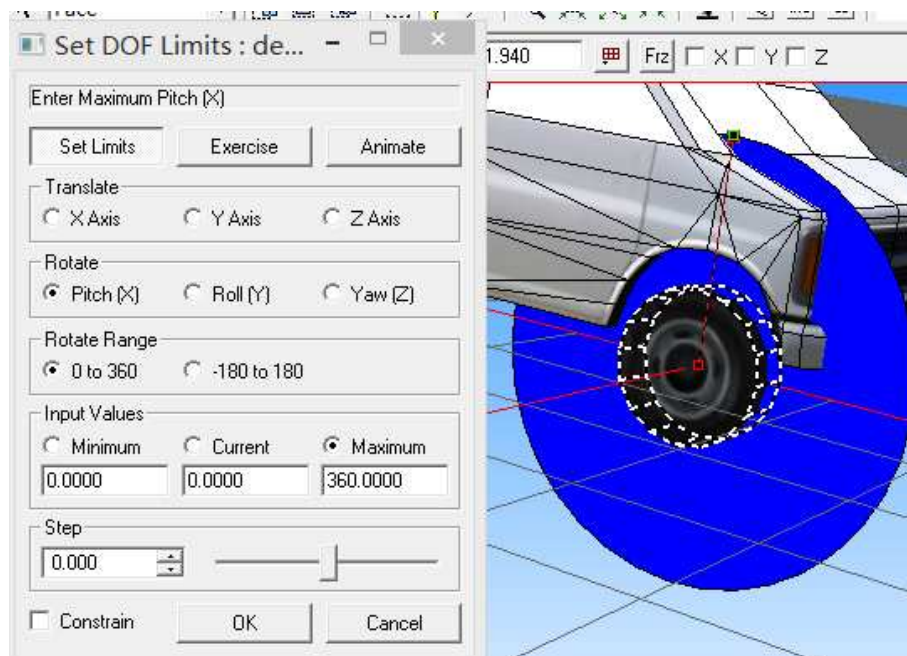 Set DOF Limits : de...
1.940
Frz
X
Y
Z
Enter Maximum Pitch (X)
Set Limits
Exercise
Animate
Translate
X Axis
Y Axis
Z Axis
Rotate
Pitch (X)
Roll (Y)
Yaw (Z)
Rotate Range
0 to 360
-180 to 180
Input Values
Minimum
Current
Maximum
0.0000
0.0000
360.0000
Step
0.000
Constrain
OK
Cancel